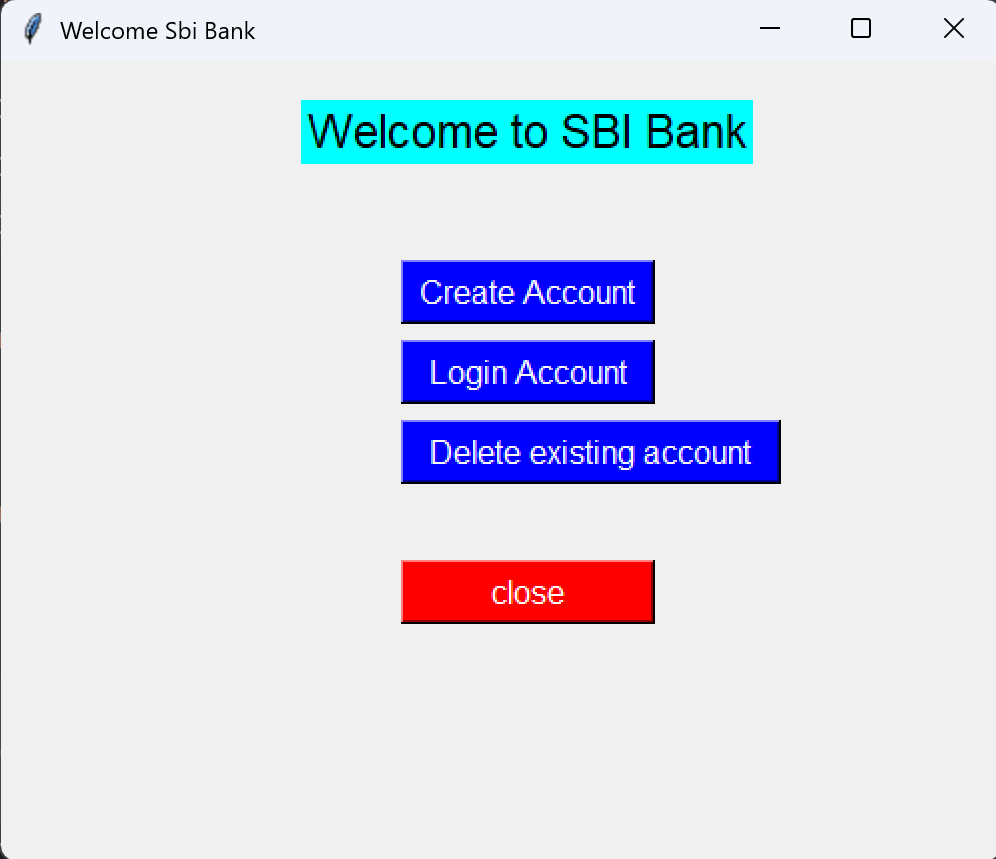 Welcome Sbi Bank
Welcome to SBI Bank
Create Account
Login Account
Delete existing account
close